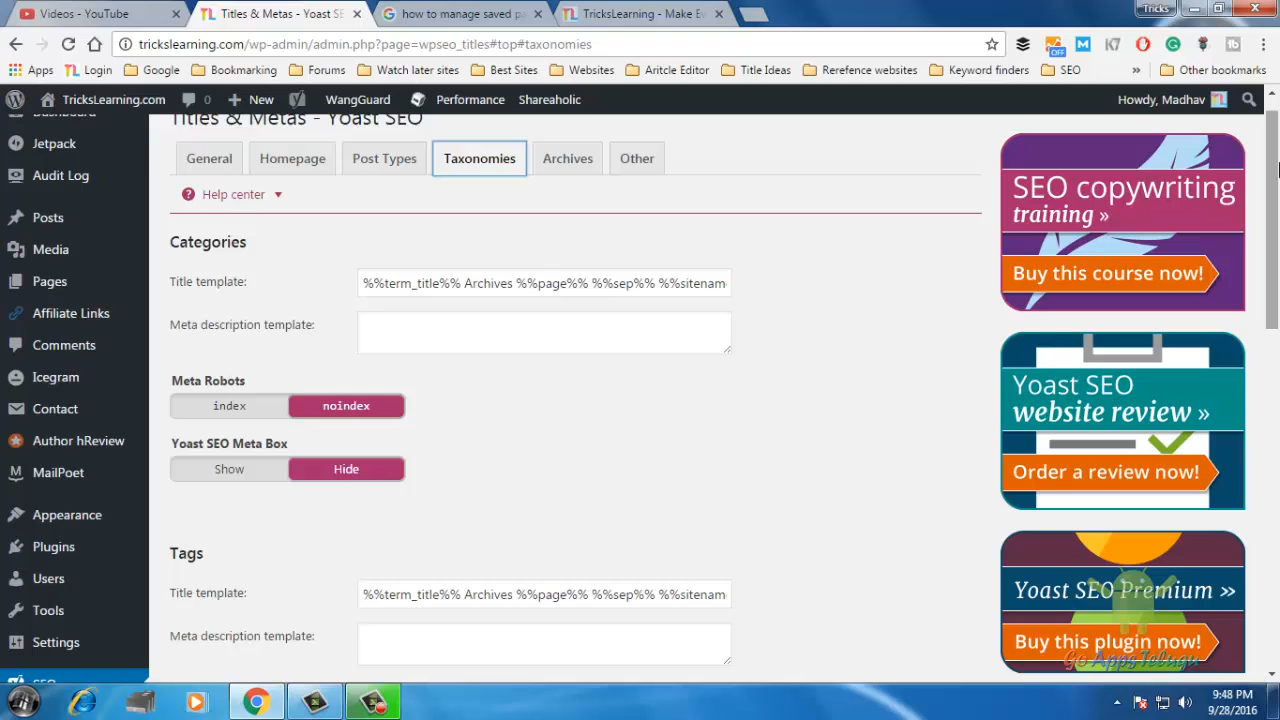 Videos - YouTube
Titles & Metas - Yoast SE
how to manage saved p
TricksLearning - Make Ev
Tricks
trickslearning.com/wp-admin/admin.php?page=wpseo_titles#top#taxonomies
Apps
Login
Google
Bookmarking
Forums
Watch later sites
Best Sites
Websites
Aritcle Editor
Title Ideas
Rerefence websites
Keyword finders
SEO
»
Other bookmarks
TricksLearning.com
0
New
WangGuard
Performance
Shareaholic
Howdy, Madhav
Dashboard
Jetpack
Audit Log
Posts
Media
Pages
Affiliate Links
Comments
Icegram
Contact
Author hReview
MailPoet
Appearance
Plugins
Users
Tools
Settings
SEO
Titles & Metas - Yoast SEO
General
Homepage
Post Types
Taxonomies
Archives
Other
Help center
Categories
Title template:
%%term_title%% Archives %%page%% %%sep%% %%sitenam
Meta description template:
Meta Robots
index
noindex
Yoast SEO Meta Box
Show
Hide
Tags
Title template:
%%term_title%% Archives %%page%% %%sep%% %%sitenam
Meta description template:
SEO copywriting
training »
Buy this course now!
Yoast SEO
website review »
Order a review now!
Yoast SEO Premium »
Buy this plugin now!
Go Apps Telugu
9:48 PM
9/28/2016